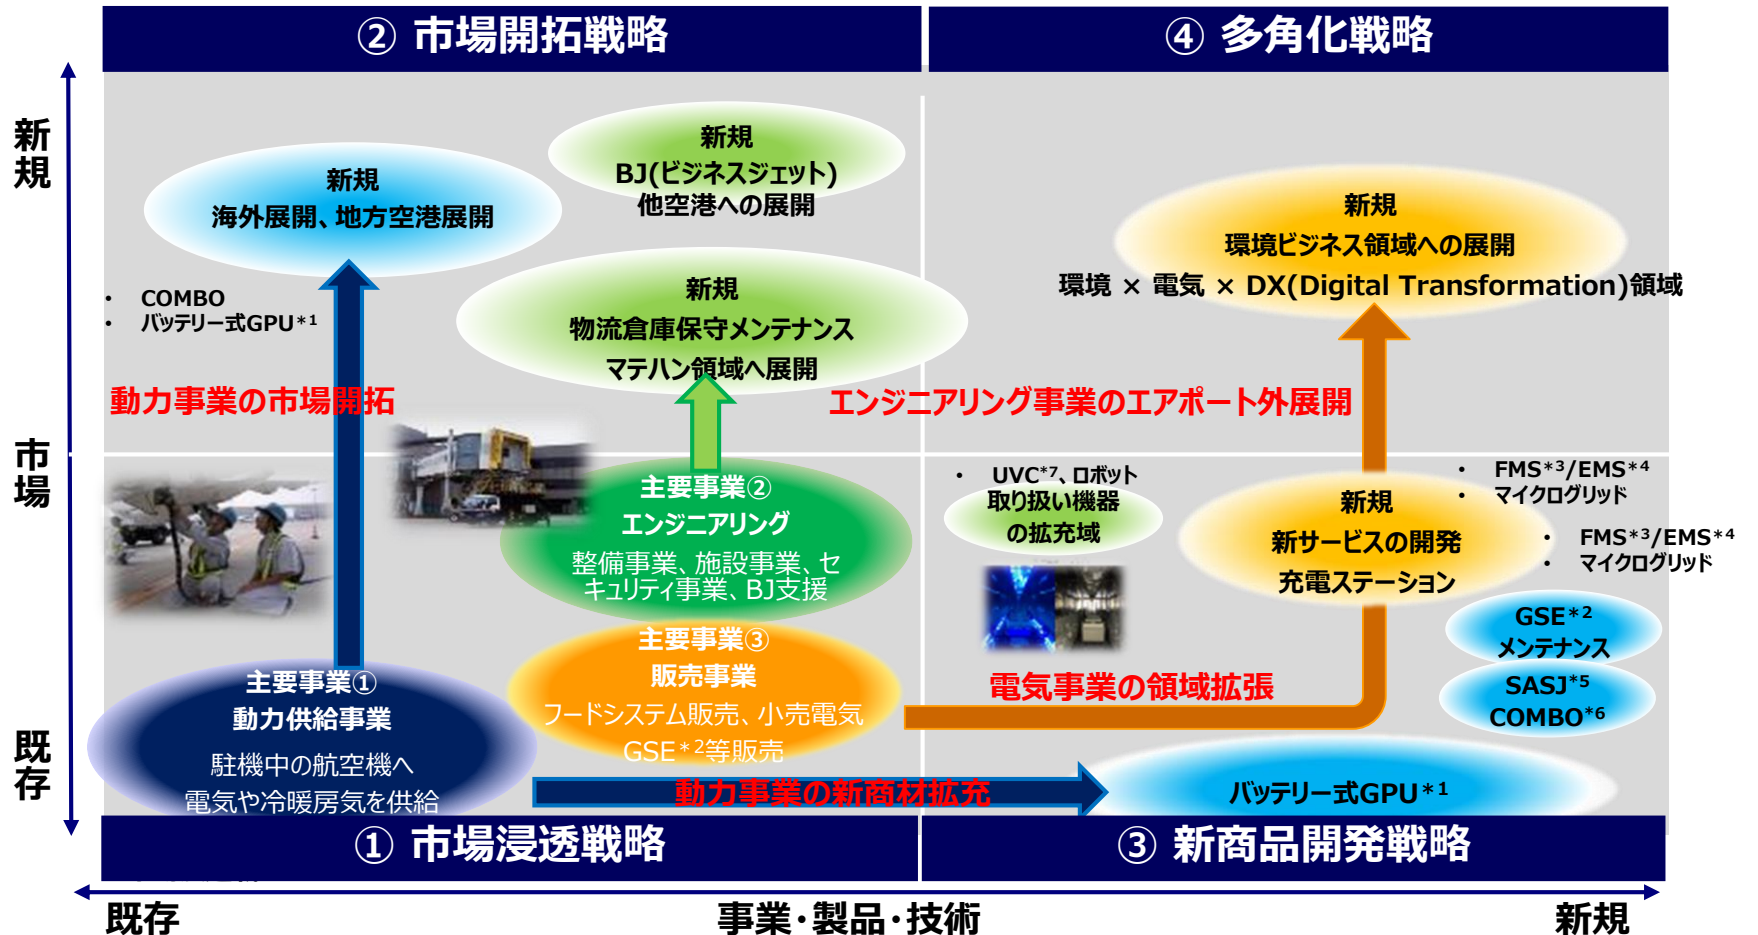 ② 市場開拓戦略
④ 多角化戦略
新規
市場
既存
新規
海外展開、地方空港展開
新規
BJ(ビジネスジェット)
他空港への展開
新規
環境ビジネス領域への展開
環境 × 電気 × DX(Digital Transformation)領域
• COMBO
• バッテリー式GPU*1
新規
物流倉庫保守メンテナンス
マテハン領域へ展開
動力事業の市場開拓
エンジニアリング事業のエアポート外展開
主要事業②
エンジニアリング
整備事業、施設事業、セ
キュリティ事業、BJ支援
• UVC*7、ロボット
取り扱い機器
の拡充域
新規
新サービスの開発
充電ステーション
• FMS*3/EMS*4
• マイクログリッド
• FMS*3/EMS*4
• マイクログリッド
GSE*2
メンテナンス
SASJ*5
COMBO*6
主要事業③
販売事業
フードシステム販売、小売電気
GSE*2等販売
電気事業の領域拡張
主要事業①
動力供給事業
駐機中の航空機へ
電気や冷暖房気を供給
動力事業の新商材拡充
バッテリー式GPU*1
① 市場浸透戦略
③ 新商品開発戦略
既存
事業・製品・技術
新規